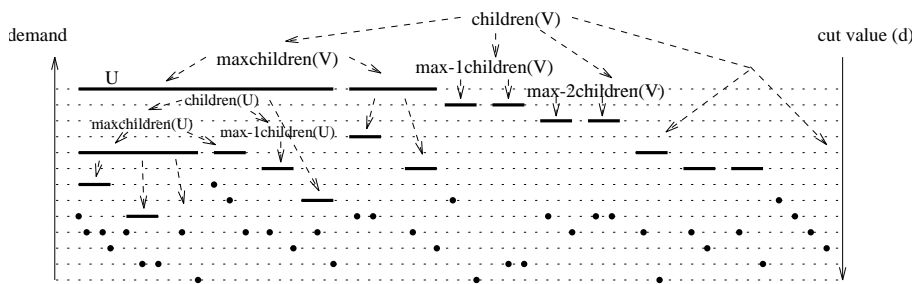 children(V)
demand
cut value (d)
maxchildren(V)
max-1children(V)
U
max-2children(V)
children(U)
maxchildren(U)
max-1children(U)